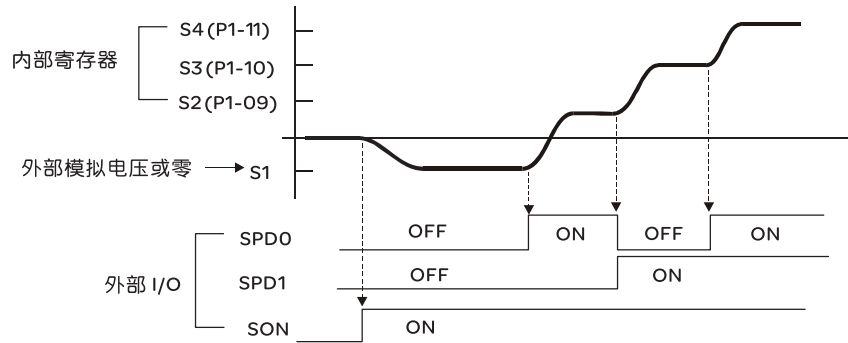 S4(P1-11)
内部寄存器
S3(P1-10)
S2(P1-09)
外部模拟电压或零
S1
SPD0
OFF
ON
OFF
ON
外部 I/O
SPD1
OFF
ON
SON
ON